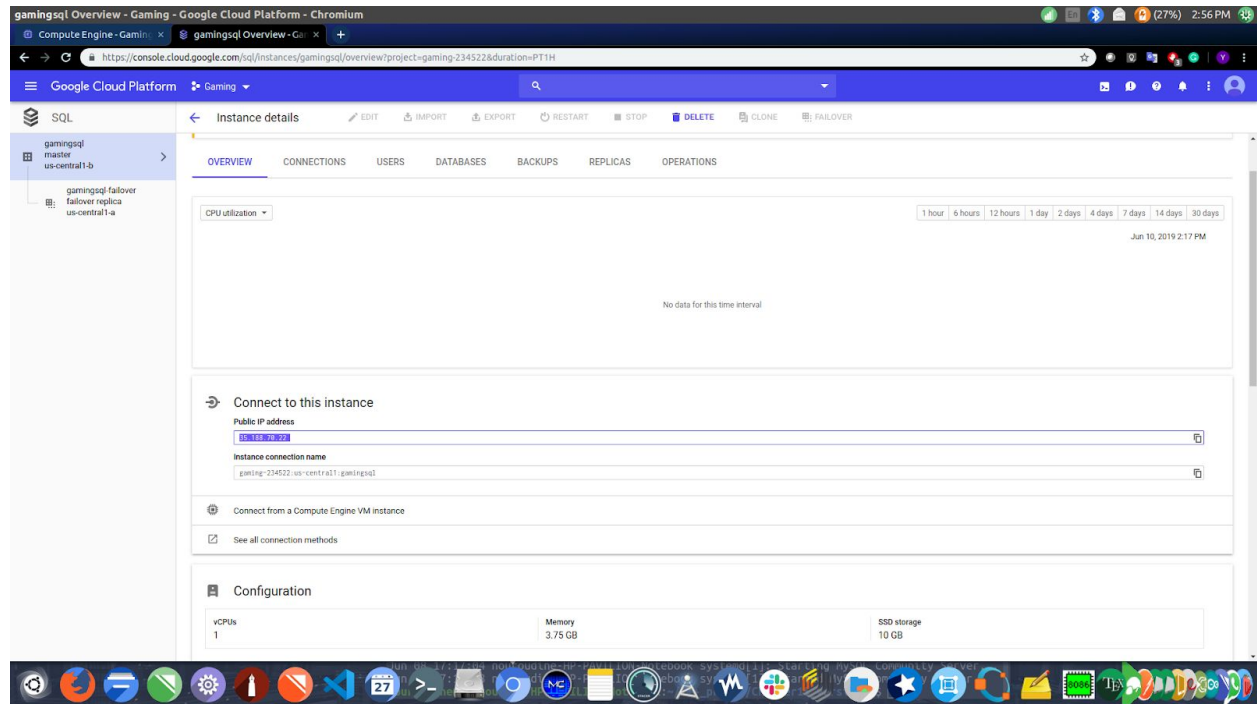 gamingsql Overview - Gaming - Google Cloud Platform - Chromium
En (27%) 2:56 PM
Compute Engine - Gaming × gamingsql Overview - Ga × +
https://console.cloud.google.com/sql/instances/gamingsql/overview?project=gaming-234522&duration=PT1H
Google Cloud Platform Gaming
SQL
Instance details EDIT IMPORT EXPORT RESTART STOP DELETE CLONE FAILOVER
gamingsql
master
us-central1-b
gamingsql-failover
failover replica
us-central1-a
OVERVIEW CONNECTIONS USERS DATABASES BACKUPS REPLICAS OPERATIONS
CPU utilization 1 hour 6 hours 12 hours 1 day 2 days 4 days 7 days 14 days 30 days
Jun 10, 2019 2:17 PM
No data for this time interval
Connect to this instance
Public IP address
35.188.70.22
Instance connection name
gaming-234522:us-central1:gamingsql
Connect from a Compute Engine VM instance
See all connection methods
Configuration
vCPUs Memory SSD storage
1 3.75 GB 10 GB
27 MC 8086